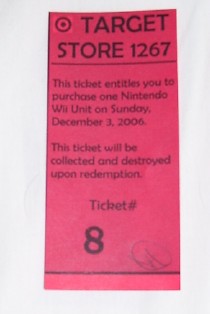 TARGET
STORE 1267
This ticket entitles you to
purchase one Nintendo
Wii Unit on Sunday,
December 3, 2006.
This ticket will be
collected and destroyed
upon redemption.
Ticket#
8